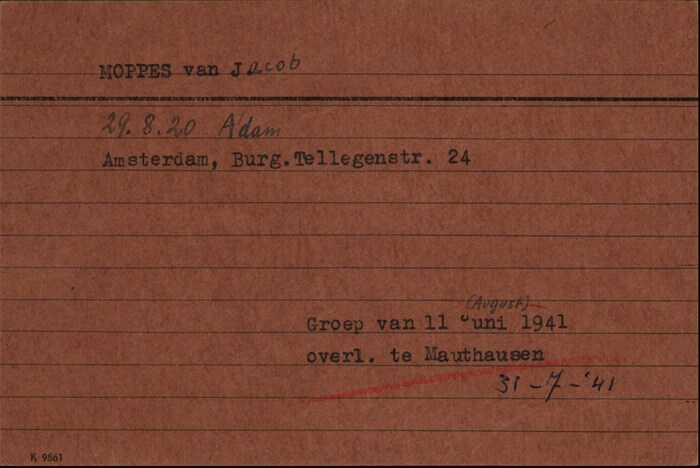 MOPPES van Jacob
29.8.20 Adam
Amsterdam, Burg.Tellegenstr. 24
(August)
Groep van 11 Juni 1941
overl. te Mauthausen
31-7-'41
K 9861